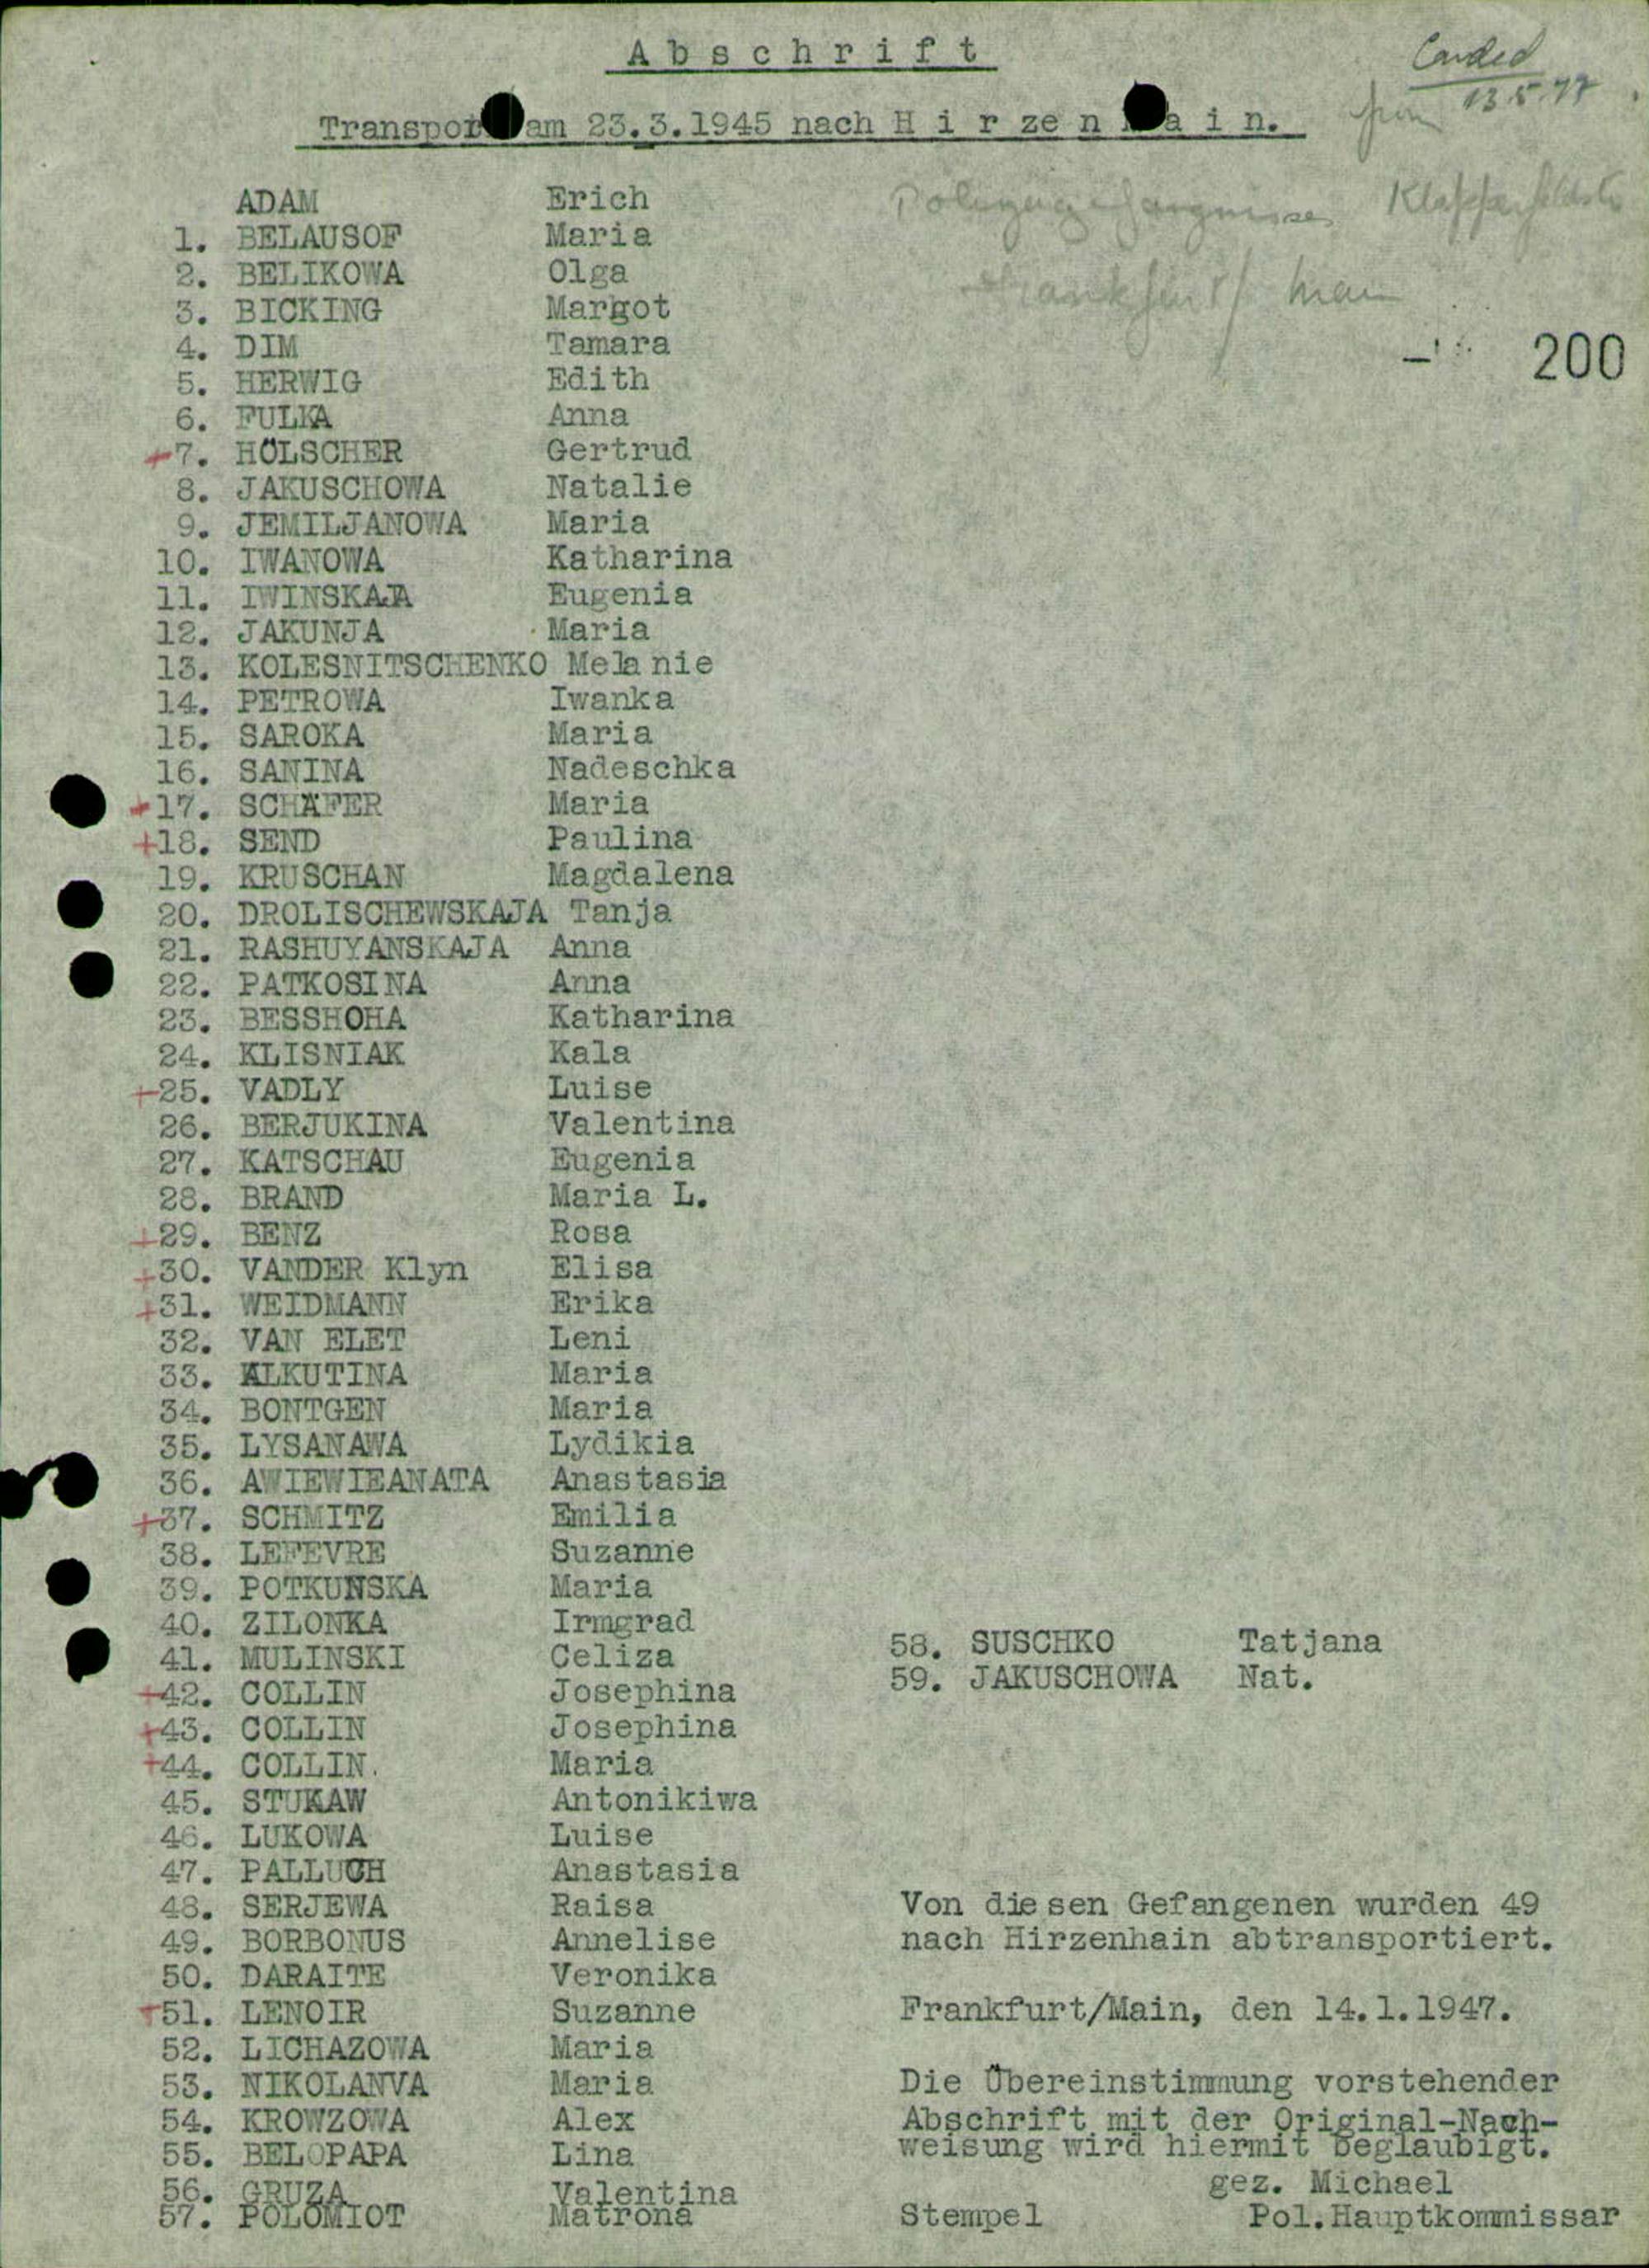 Abschrift
Carded
13.5.77
Transpor am 23.3.1945 nach Hirzen ain.
ADAM Erich
Klapperfeldstr
1. BELAUSOF Maria
2. BELIKOWA Olga
Frankfurt/ Main
3. BICKING Margot
4. DIM Tamara
200
5. HERWIG Edith
6. FULKA Anna
+7. HÖLSCHER Gertrud
8. JAKUSCHOWA Natalie
9. JEMILJANOWA Maria
10. IWANOWA Katharina
11. IWINSKAJA Eugenia
12. JAKUNJA Maria
13. KOLESNITSCHENKO Melanie
14. PETROWA Iwanka
15. SAROKA Maria
16. SANINA Nadeschka
+17. SCHÄFER Maria
+18. SEND Paulina
19. KRUSCHAN Magdalena
20. DROLISCHEWSKAJA Tanja
21. RASHUYANSKAJA Anna
22. PATKOSINA Anna
23. BESSHOHA Katharina
24. KLISNIAK Kala
+25. VADLY Luise
26. BERJUKINA Valentina
27. KATSCHAU Eugenia
28. BRAND Maria L.
+29. BENZ Rosa
+30. VANDER Klyn Elisa
+31. WEIDMANN Erika
32. VAN ELET Leni
33. ALKUTINA Maria
34. BONTGEN Maria
35. LYSANAWA Lydikia
36. AWIEWIEANATA Anastasia
+37. SCHMITZ Emilia
38. LEFEVRE Suzanne
39. POTKUNSKA Maria
40. ZILONKA Irmgrad
41. MULINSKI Celiza
+42. COLLIN Josephina
+43. COLLIN Josephina
+44. COLLIN. Maria
45. STUKAW Antonikiwa
46. LUKOWA Luise
47. PALLUCH Anastasia
48. SERJEWA Raisa
49. BORBONUS Annelise
50. DARAITE Veronika
+51. LENOIR Suzanne
52. LICHAZOWA Maria
53. NIKOLANVA Maria
54. KROWZOWA Alex
55. BELOPAPA Lina
56. GRUZA Valentina
57. POLOMIOT Matrona
58. SUSCHKO Tatjana
59. JAKUSCHOWA Nat.
Von diesen Gefangenen wurden 49
nach Hirzenhain abtransportiert.
Frankfurt/Main, den 14.1.1947.
Die Übereinstimmung vorstehender
Abschrift mit der Original-Nach-
weisung wird hiermit beglaubigt.
gez. Michael
Stempel Pol.Hauptkommissar